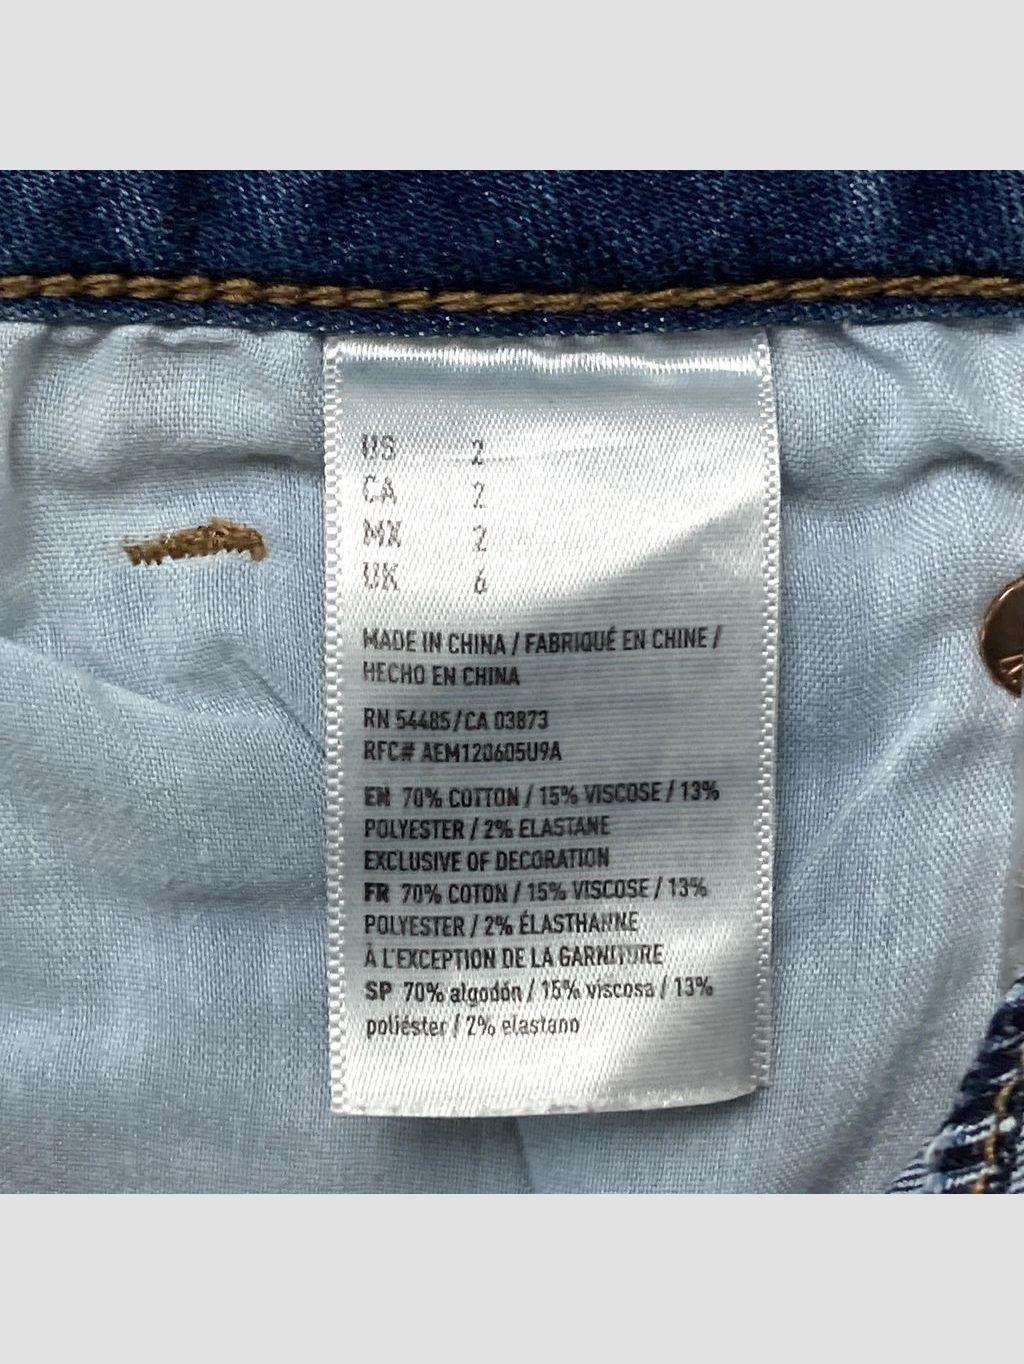 US 2
CA 2
MX 2
UK 6
MADE IN CHINA / FABRIQUÉ EN CHINE /
HECHO EN CHINA
RN 54485/CA 03873
RFC# AEM120605U9A
EN 70% COTTON / 15% VISCOSE / 13%
POLYESTER / 2% ELASTANE
EXCLUSIVE OF DECORATION
FR 70% COTON / 15% VISCOSE / 13%
POLYESTER / 2% ÉLASTHANNE
À L'EXCEPTION DE LA GARNITURE
SP 70% algodón / 15% viscosa / 13%
poliéster / 2% elastano